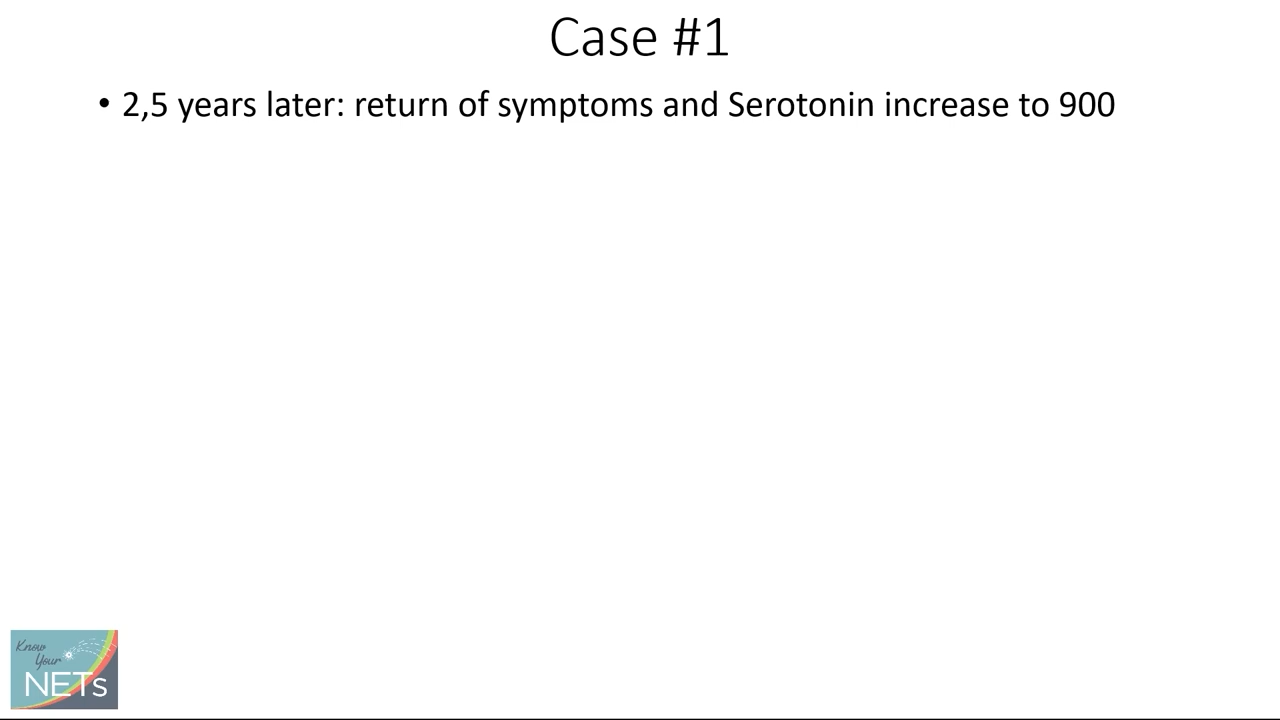 Case #1
• 2,5 years later: return of symptoms and Serotonin increase to 900
Know
Your
NETs